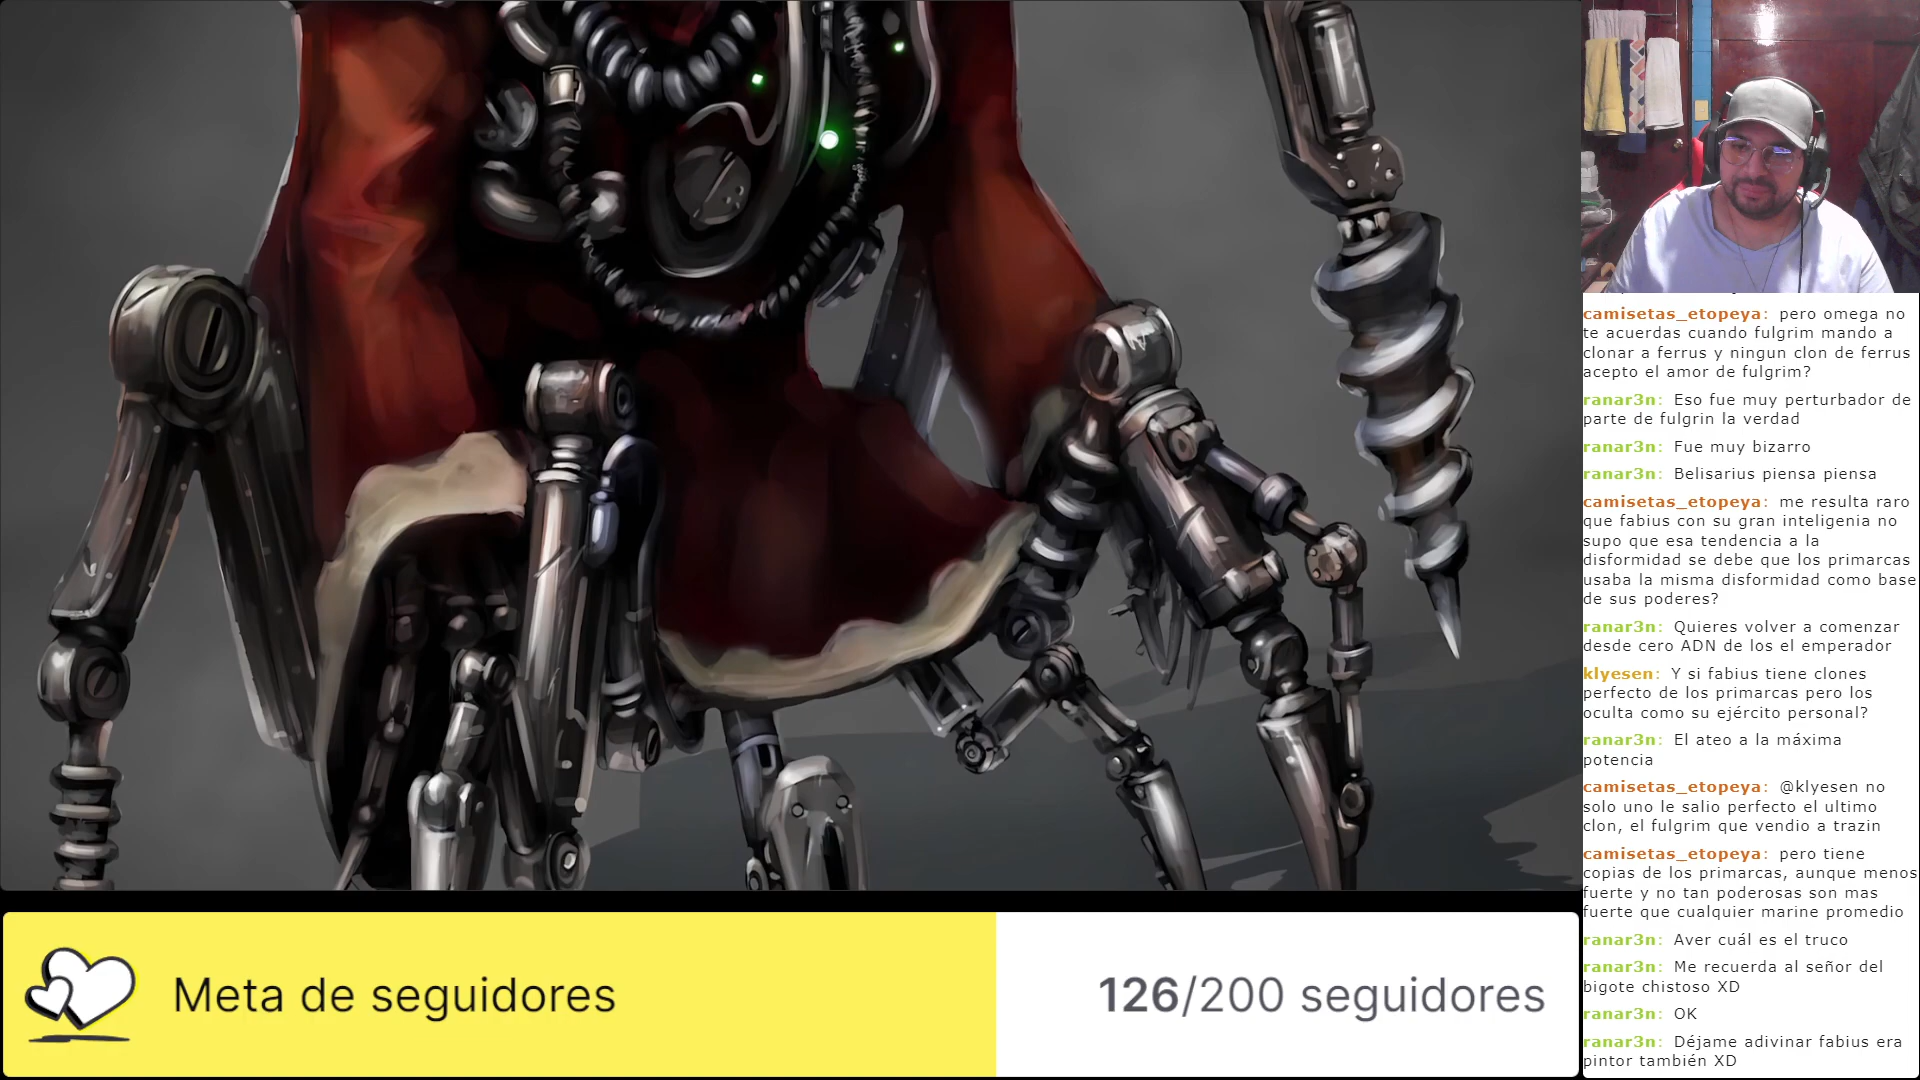 camisetas_etopeya: pero omega no
te acuerdas cuando fulgrim mando a
clonar a ferrus y ningun clon de ferrus
acepto el amor de fulgrim?
ranar3n: Eso fue muy perturbador de
parte de fulgrin la verdad
ranar3n: Fue muy bizarro
ranar3n: Belisarius piensa piensa
camisetas_etopeya: me resulta raro
que fabius con su gran inteligenia no
supo que esa tendencia a la
disformidad se debe que los primarcas
usaba la misma disformidad como base
de sus poderes?
ranar3n: Quieres volver a comenzar
desde cero ADN de los el emperador
klyesen: Y si fabius tiene clones
perfecto de los primarcas pero los
oculta como su ejército personal?
ranar3n: El ateo a la máxima
potencia
camisetas_etopeya: @klyesen no
solo uno le salio perfecto el ultimo
clon, el fulgrim que vendio a trazin
camisetas_etopeya: pero tiene
copias de los primarcas, aunque menos
fuerte y no tan poderosas son mas
fuerte que cualquier marine promedio
ranar3n: Aver cuál es el truco
ranar3n: Me recuerda al señor del
bigote chistoso XD
ranar3n: OK
ranar3n: Déjame adivinar fabius era
pintor también XD
Meta de seguidores
126/200 seguidores